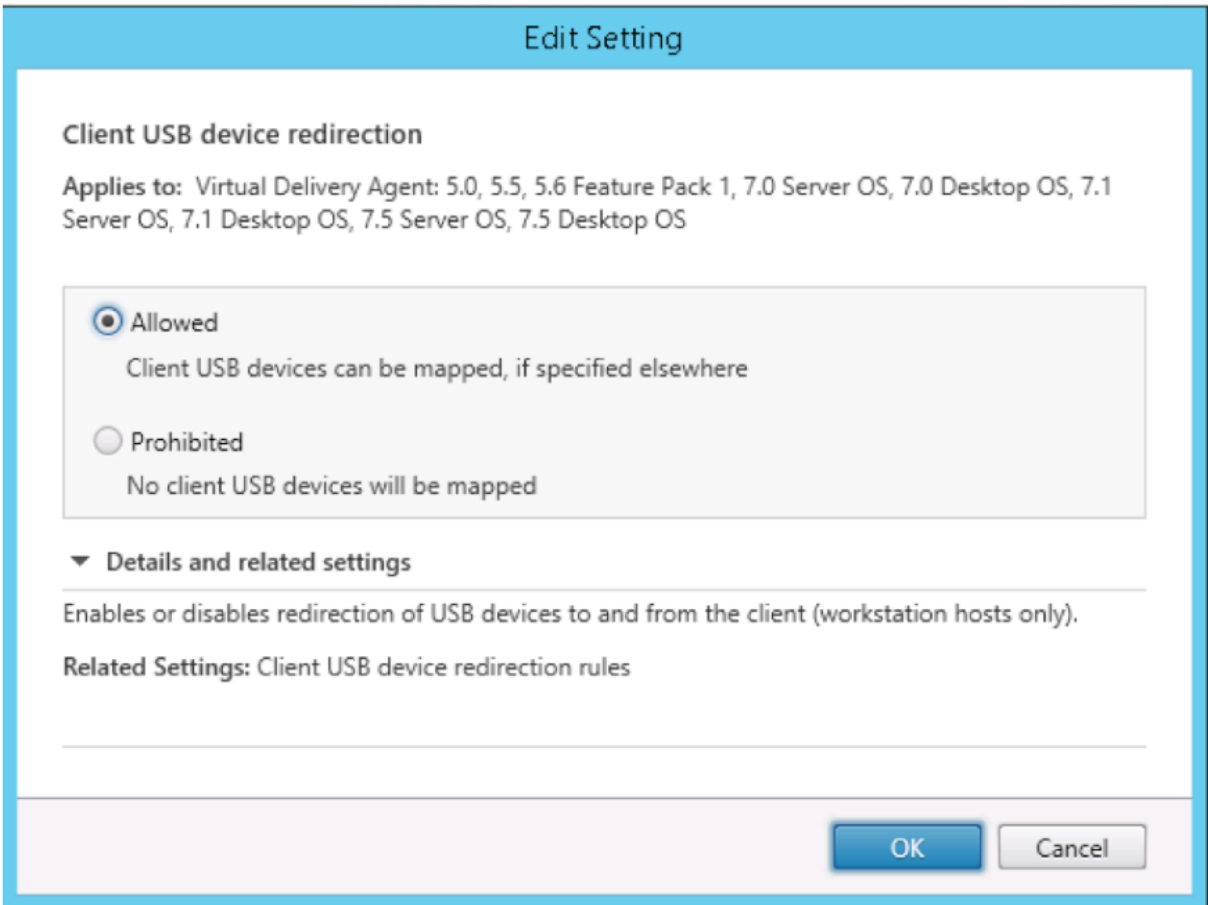 Edit Setting
Client USB device redirection
Applies to: Virtual Delivery Agent: 5.0, 5.5, 5.6 Feature Pack 1, 7.0 Server OS, 7.0 Desktop OS, 7.1
Server OS, 7.1 Desktop OS, 7.5 Server OS, 7.5 Desktop OS
Allowed
Client USB devices can be mapped, if specified elsewhere
Prohibited
No client USB devices will be mapped
Details and related settings
Enables or disables redirection of USB devices to and from the client (workstation hosts only).
Related Settings: Client USB device redirection rules
OK
Cancel